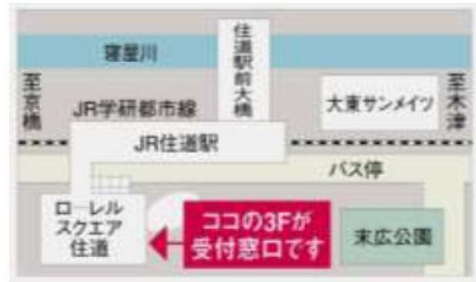 寝屋川
住道駅前大橋
至京橋
JR学研都市線
大東サンメイツ
至木津
JR住道駅
バス停
ローレル
スクエア
住道
ココの3Fが
受付窓口です
末広公園